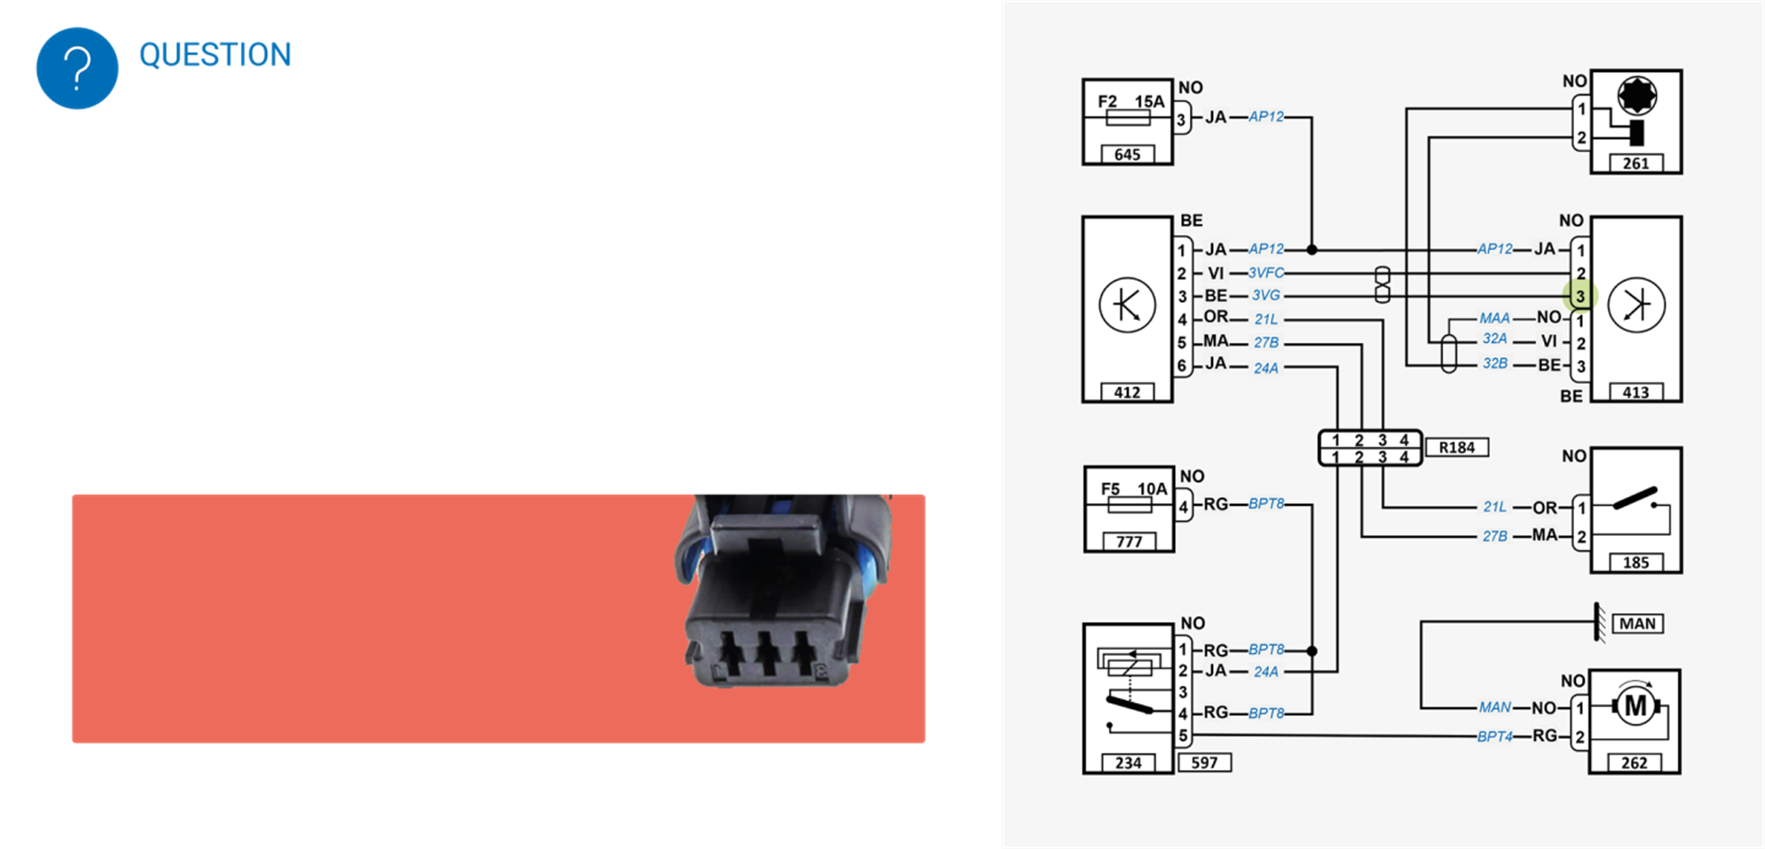 ?
QUESTION
F2 15A
645
NO
3 JA AP12
NO
1
2
261
BE
1 JA AP12
2 VI 3VFC
3 BE 3VG
4 OR 21L
5 MA 27B
6 JA 24A
412
NO
AP12 JA 1
2
3
MAA NO 1
32A VI 2
32B BE 3
BE
413
1 2 3 4
1 2 3 4
R184
F5 10A
777
NO
4 RG BPT8
NO
21L OR 1
27B MA 2
185
MAN
NO
1 RG BPT8
2 JA 24A
3
4 RG BPT8
5
234
597
NO
MAN NO 1
BPT4 RG 2
M
262